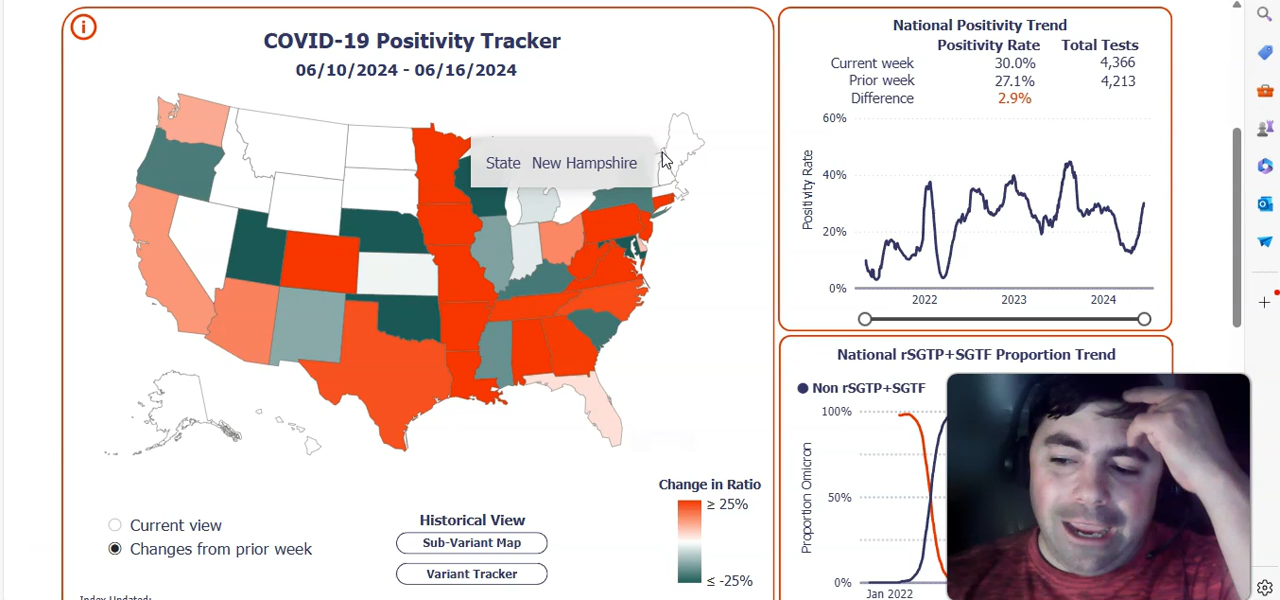 COVID-19 Positivity Tracker
06/10/2024 - 06/16/2024
State New Hampshire
Current view
Changes from prior week
Historical View
Sub-Variant Map
Variant Tracker
Change in Ratio
≥ 25%
≤ -25%
Index Updated:
National Positivity Trend
Positivity Rate Total Tests
Current week 30.0% 4,366
Prior week 27.1% 4,213
Difference 2.9%
60%
40%
20%
0%
Positivity Rate
2022 2023 2024
National rSGTP+SGTF Proportion Trend
Non rSGTP+SGTF
100%
50%
0%
Proportion Omicron
Jan 2022